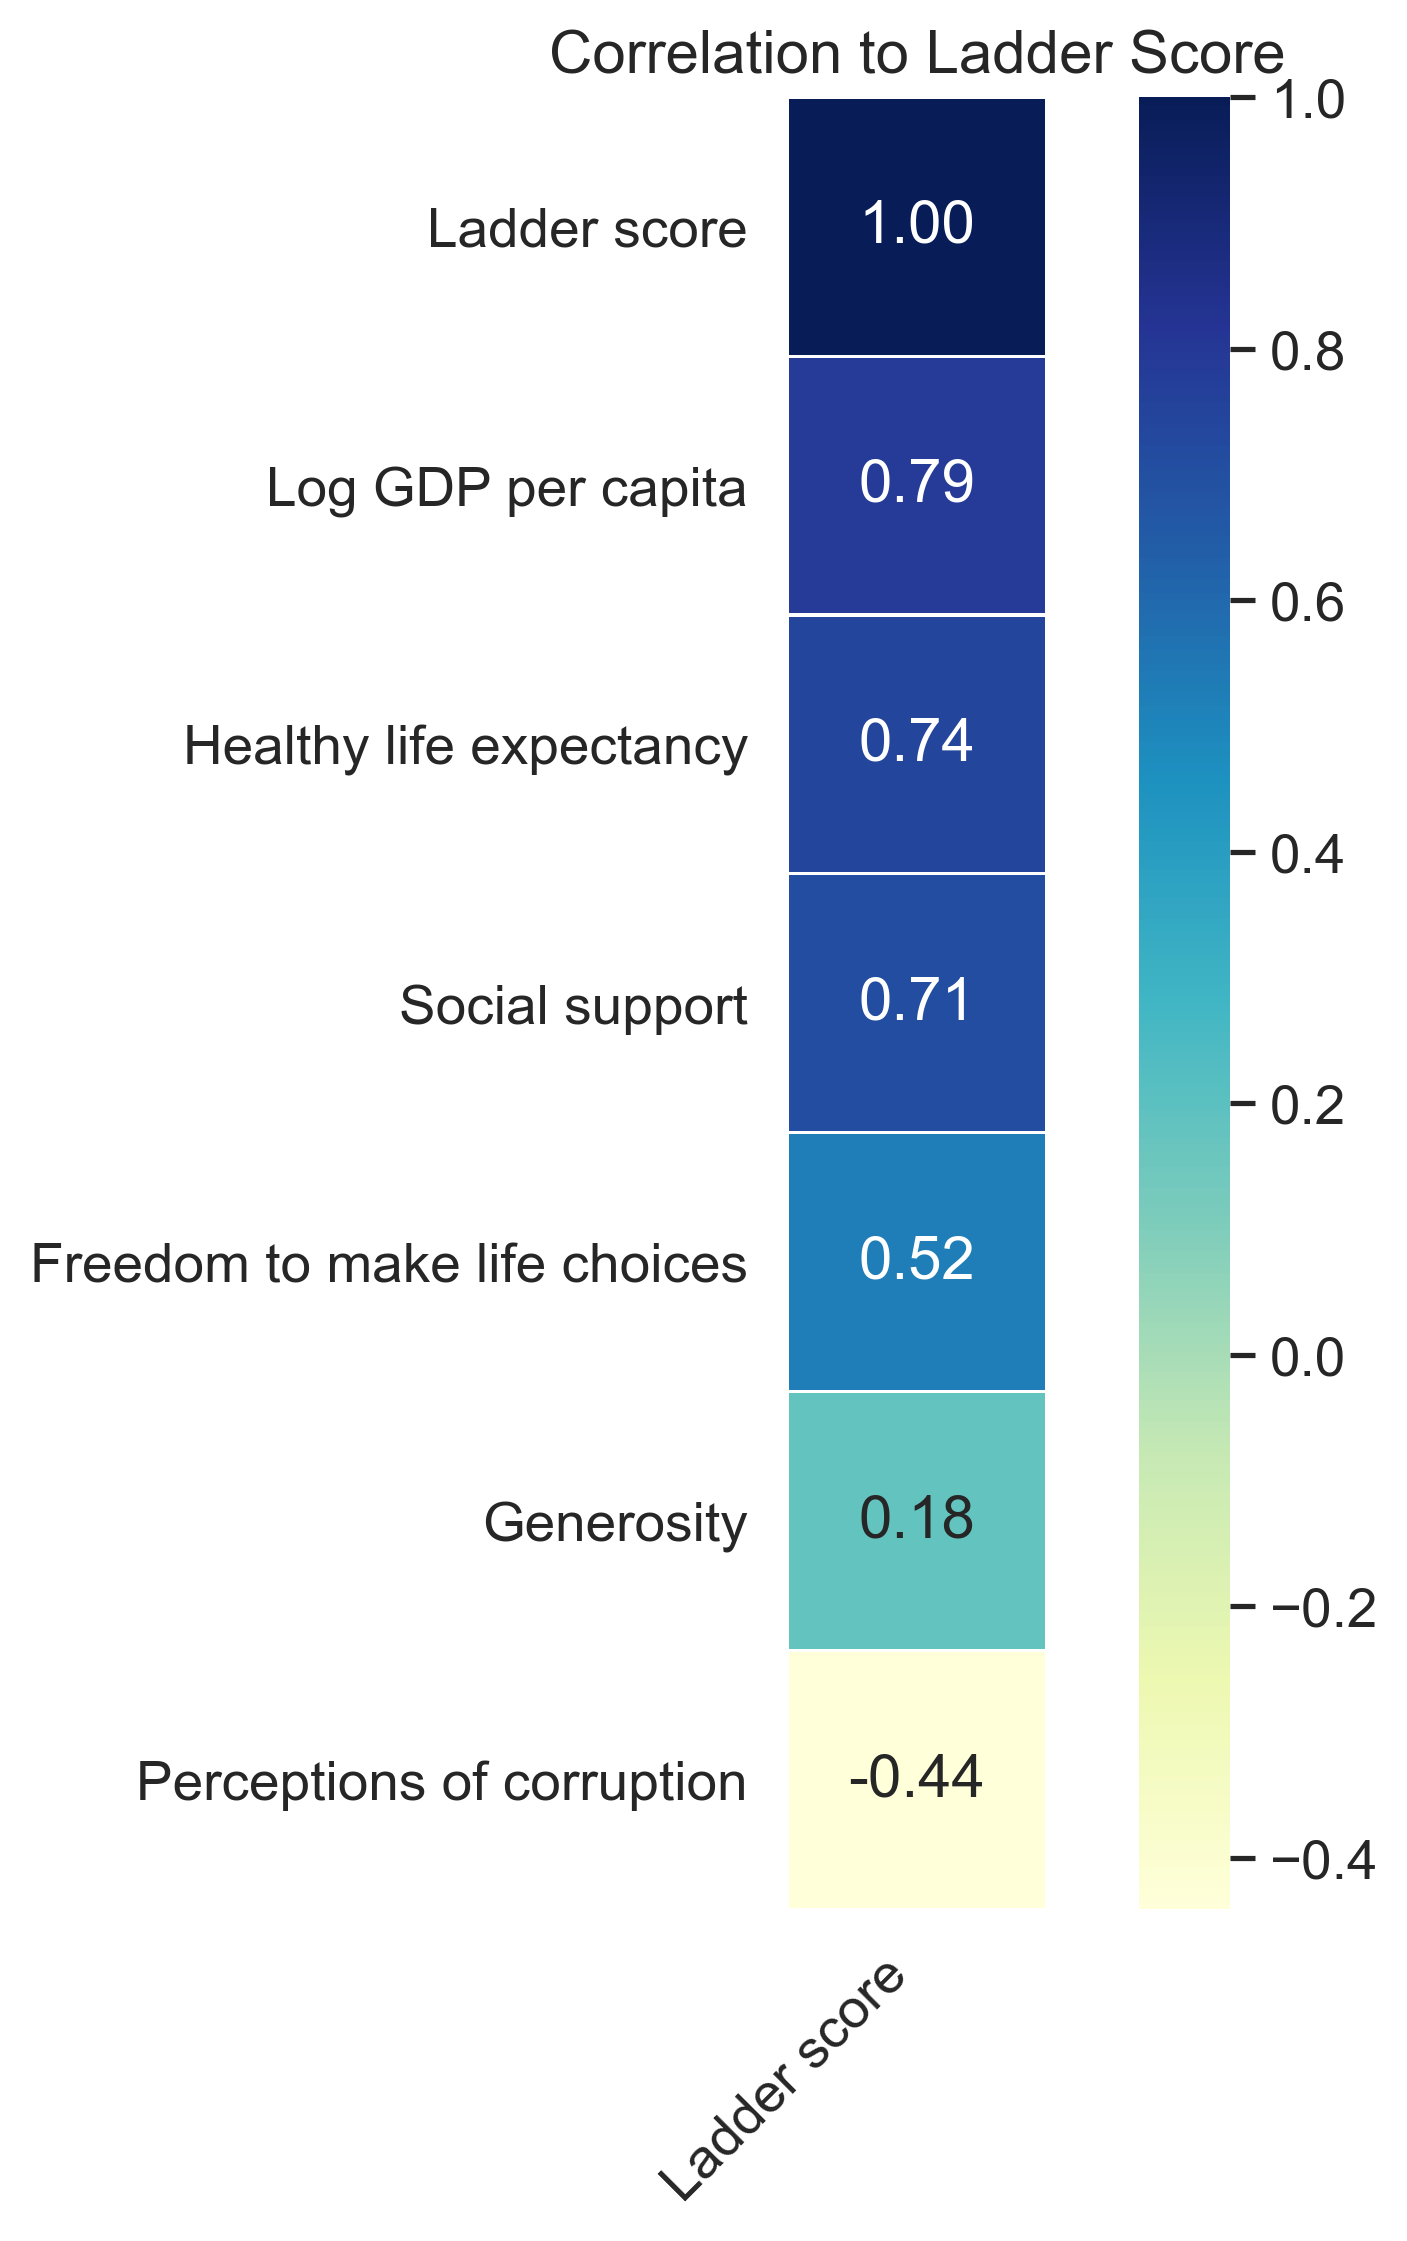 Correlation to Ladder Score
Ladder score
1.00
Log GDP per capita
0.79
Healthy life expectancy
0.74
Social support
0.71
Freedom to make life choices
0.52
Generosity
0.18
Perceptions of corruption
-0.44
Ladder score
1.0
0.8
0.6
0.4
0.2
0.0
−0.2
−0.4